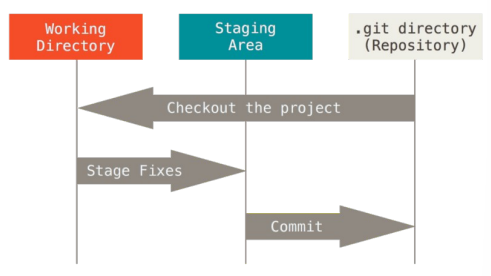 Working
Directory
Staging
Area
.git directory
(Repository)
Checkout the project
Stage Fixes
Commit